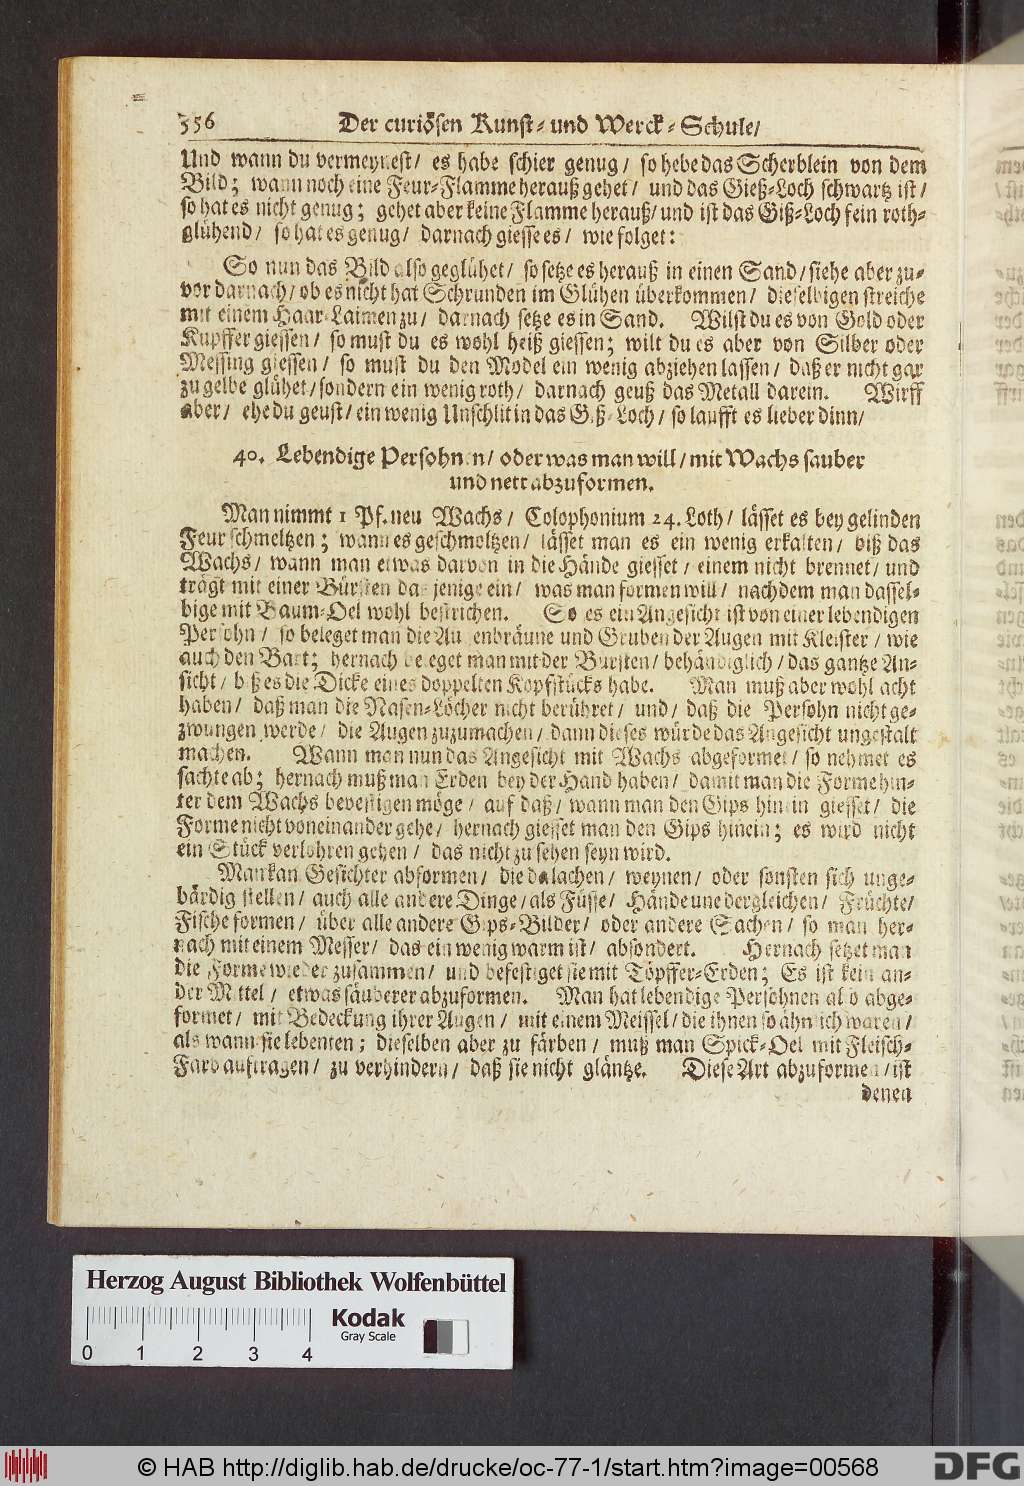 556 Der curiösen Kunst- und Werck-Schule/
Und wann du vermeynest/ es habe schier genug/ so hebe das Scherblein von dem
Bild; wann noch eine Feur-Flamme herauß gehet/ und das Gieß-Loch schwartz ist/
so hat es nicht genug; gehet aber keine Flamme herauß/ und ist das Giß-Loch fein roth-
glühend/ so hat es genug/ darnach giesse es/ wie folget:
So nun das Bild also geglühet/ so setze es herauß in einen Sand/ siehe aber zu-
vor darnach/ ob es nicht hat Schrunden im Glühen überkommen/ dieselbigen streiche
mit einem Haar-Laimen zu/ darnach setze es in Sand. Wilst du es von Gold oder
Kupffer giessen/ so must du es wohl heiß giessen; wilt du es aber von Silber oder
Messing giessen/ so must du den Model ein wenig abziehen lassen/ daß er nicht gar
zu gelbe glühet/ sondern ein wenig roth/ darnach geuß das Metall darein. Wirff
aber/ ehe du geust/ ein wenig Unschlit in das Giß-Loch/ so laufft es lieber dinn/
40. Lebendige Persohnen/ oder was man will/ mit Wachs sauber
und nett abzuformen.
Man nimmt 1 Pf. neu Wachs/ Colophonium 24. Loth/ lässet es bey gelinden
Feur schmeltzen; wann es geschmoltzen/ lässet man es ein wenig erkalten/ biß das
Wachs/ wann man etwas darvon in die Hände giesset/ einem nicht brennet/ und
trägt mit einer Bürsten dasjenige ein/ was man formen will/ nachdem man dassel-
bige mit Baum-Oel wohl bestrichen. So es ein Angesicht ist von einer lebendigen
Persohn/ so beleget man die Augenbräune und Gruben der Augen mit Kleister/ wie
auch den Bart; hernach beleget man mit der Bürsten/ behändiglich/ das gantze An-
sicht/ biß es die Dicke eines doppelten Kopfstücks habe. Man muß aber wohl acht
haben/ daß man die Nasen-Löcher nicht berühret/ und/ daß die Persohn nicht ge-
zwungen werde/ die Augen zuzumachen/ dann dieses würde das Angesicht ungestalt
machen. Wann man nun das Angesicht mit Wachs abgeformet/ so nehmet es
sachte ab; hernach muß man Erden bey der Hand haben/ damit man die Forme hin-
ter dem Wachs bevestigen möge/ auf daß/ wann man den Gips hinein giesset/ die
Forme nicht voneinander gehe/ hernach giesset man den Gips hinein; es wird nicht
ein Stück verlohren gehen/ das nicht zu sehen seyn wird.
Man kan Gesichter abformen/ die da lachen/ weynen/ oder sonsten sich unge-
bärdig stellen/ auch alle andere Dinge/ als Füsse/ Hände une dergleichen/ Früchte/
Fische formen/ über alle andere Gips-Bilder/ oder andere Sachen/ so man her-
nach mit einem Messer/ das ein wenig warm ist/ absondert. Hernach setzet man
die Forme wieder zusammen/ und befestiget sie mit Töpffer-Erden; Es ist kein an-
der Mittel/ etwas säuberer abzuformen. Man hat lebendige Persohnen also abge-
formet/ mit Bedeckung ihrer Augen/ mit einem Meissel/ die ihnen so ähnlich waren/
als wann sie lebenten; dieselben aber zu färben/ muß man Spick-Oel mit Fleisch-
Farb auftragen/ zu verhindern/ daß sie nicht gläntze. Diese Art abzuformen/ ist
denen
Herzog August Bibliothek Wolfenbüttel
Kodak
Gray Scale
0 1 2 3 4
© HAB http://diglib.hab.de/drucke/oc-77-1/start.htm?image=00568
DFG